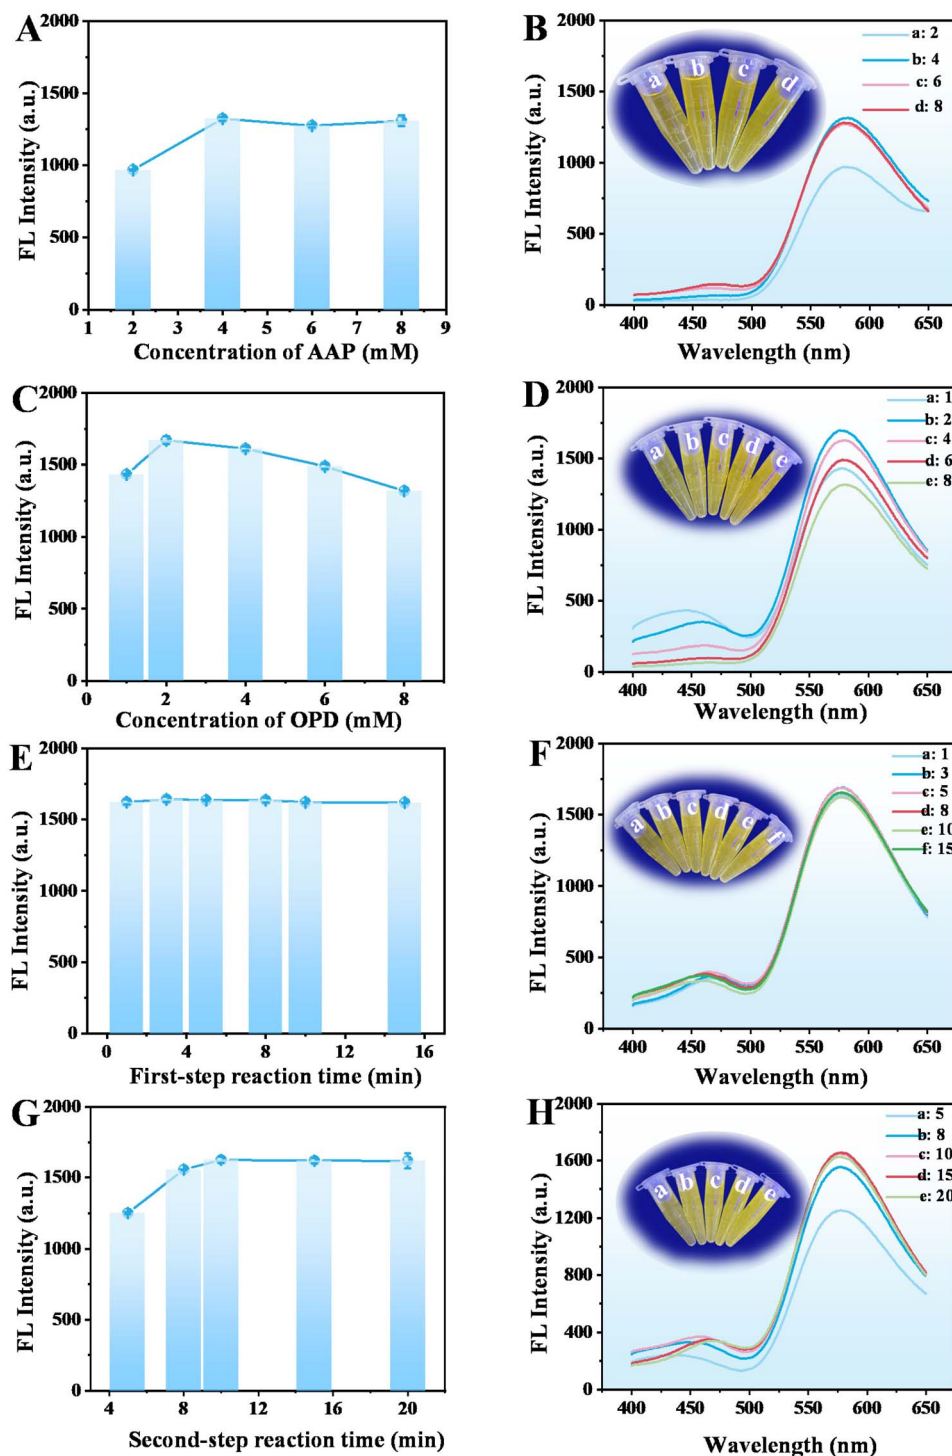 A
2000
1500
1000
500
0
FL Intensity (a.u.)
1 2 3 4 5 6 7 8 9
Concentration of AAP (mM)
B
2000
1500
1000
500
0
FL Intensity (a.u.)
a b c d
a: 2
b: 4
c: 6
d: 8
400 450 500 550 600 650
Wavelength (nm)
C
2000
1500
1000
500
0
FL Intensity (a.u.)
0 2 4 6 8
Concentration of OPD (mM)
D
2000
1500
1000
500
0
FL Intensity (a.u.)
a b c d e
a: 1
b: 2
c: 4
d: 6
e: 8
400 450 500 550 600 650
Wavelength (nm)
E
2000
1500
1000
500
0
FL Intensity (a.u.)
0 4 8 12 16
First-step reaction time (min)
F
2000
1500
1000
500
0
FL Intensity (a.u.)
a b c d e f
a: 1
b: 3
c: 5
d: 8
e: 10
f: 15
400 450 500 550 600 650
Wavelength (nm)
G
2000
1500
1000
500
0
FL Intensity (a.u.)
4 8 12 16 20
Second-step reaction time (min)
H
2000
1600
1200
800
400
0
FL Intensity (a.u.)
a b c d e
a: 5
b: 8
c: 10
d: 15
e: 20
400 450 500 550 600 650
Wavelength (nm)